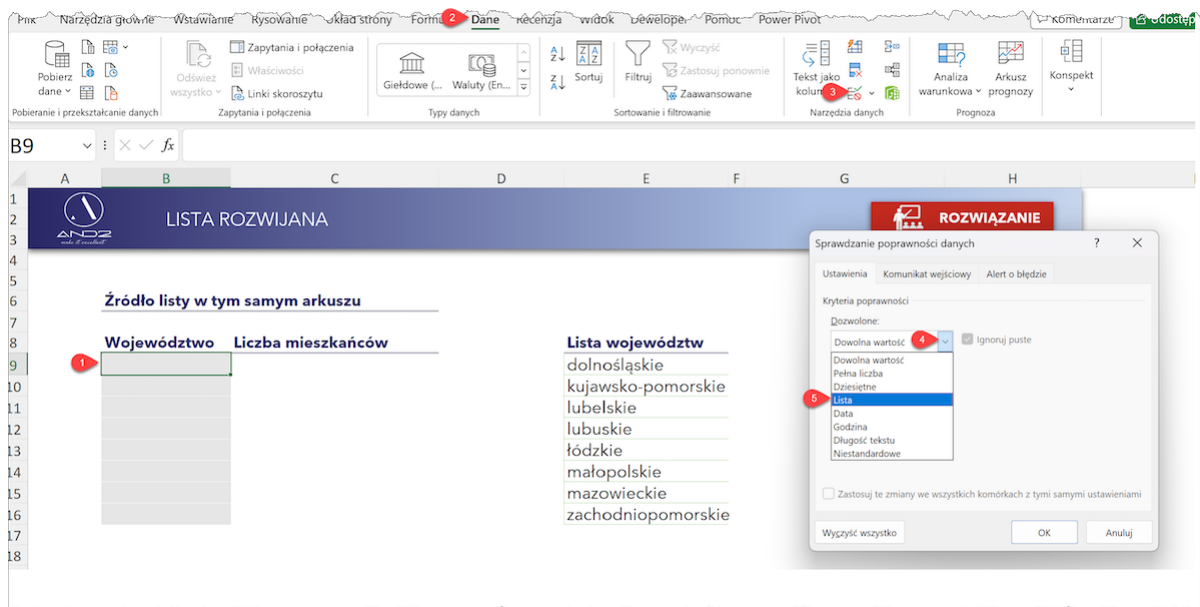 Narzędzia główne Wstawianie Rysowanie Układ strony 2 Dane Recenzja Widok Deweloper Pomoc Power Pivot Komentarze
Pobierz dane
Pobieranie i przekształcanie danych
Odśwież wszystko
Zapytania i połączenia
Właściwości
Linki skoroszytu
Zapytania i połączenia
Giełdowe (...
Waluty (En...
Typy danych
Sortuj
Filtruj
Wyczyść
Zastosuj ponownie
Zaawansowane
Sortowanie i filtrowanie
Tekst jako
kolum 3
Narzędzia danych
Analiza
warunkowa
Arkusz
prognozy
Prognoza
Konspekt
B9
fx
A B C D E F G H
1
2
3
4
5
6
7
8
9
10
11
12
13
14
15
16
17
18
AND2
make it excellent
LISTA ROZWIJANA
ROZWIĄZANIE
Źródło listy w tym samym arkuszu
Województwo Liczba mieszkańców
1
Lista województw
dolnośląskie
kujawsko-pomorskie
lubelskie
lubuskie
łódzkie
małopolskie
mazowieckie
zachodniopomorskie
Sprawdzanie poprawności danych ?
Ustawienia Komunikat wejściowy Alert o błędzie
Kryteria poprawności
Dozwolone:
Dowolna wartość 4 Ignoruj puste
Dowolna wartość
Pełna liczba
Dziesiętne
5 Lista
Data
Godzina
Długość tekstu
Niestandardowe
Zastosuj te zmiany we wszystkich komórkach z tymi samymi ustawieniami
Wyczyść wszystko OK Anuluj